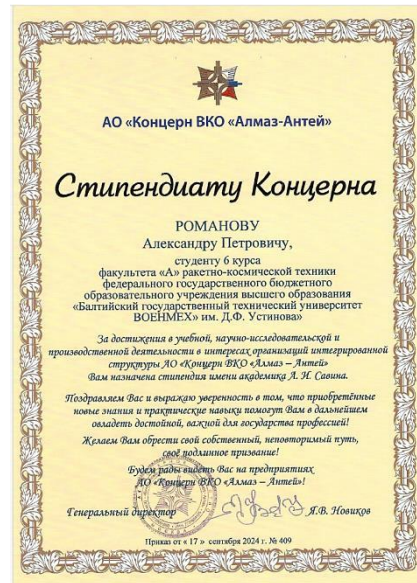 АО «Концерн ВКО «Алмаз-Антей»
Стипендиату Концерна
РОМАНОВУ
Александру Петровичу,
студенту 6 курса
факультета «А» ракетно-космической техники
федерального государственного бюджетного
образовательного учреждения высшего образования
«Балтийский государственный технический университет
ВОЕНМЕХ» им. Д.Ф. Устинова»
За достижения в учебной, научно-исследовательской и
производственной деятельности в интересах организаций интегрированной
структуры АО «Концерн ВКО «Алмаз – Антей»
Вам назначена стипендия имени академика А. И. Савина.
Поздравляем Вас и выражаю уверенность в том, что приобретённые
новые знания и практические навыки помогут Вам в дальнейшем
овладеть достойной, важной для государства профессией!
Желаем Вам обрести свой собственный, неповторимый путь,
своё подлинное призвание!
Будем рады видеть Вас на предприятиях
АО «Концерн ВКО «Алмаз – Антей»!
Генеральный директор Я.В. Новиков
Приказ от « 17 » сентября 2024 г. № 409